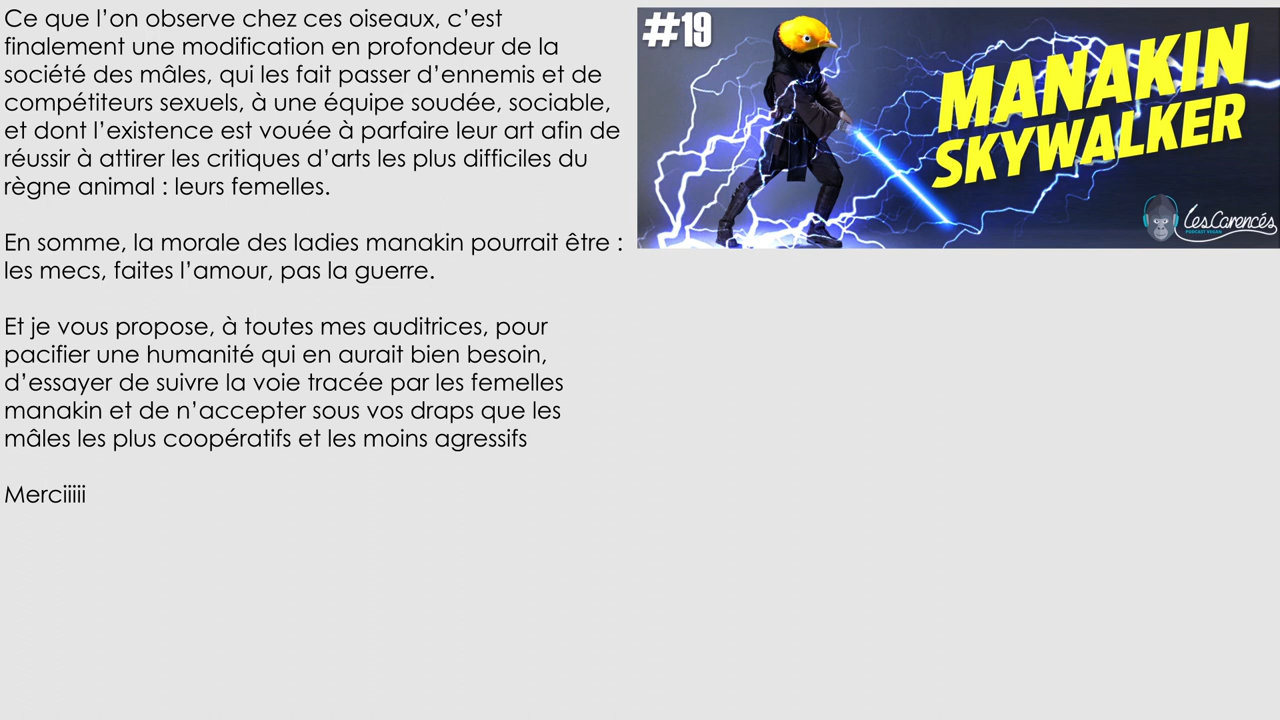 Ce que l’on observe chez ces oiseaux, c’est
finalement une modification en profondeur de la
société des mâles, qui les fait passer d’ennemis et de
compétiteurs sexuels, à une équipe soudée, sociable,
et dont l’existence est vouée à parfaire leur art afin de
réussir à attirer les critiques d’arts les plus difficiles du
règne animal : leurs femelles.
En somme, la morale des ladies manakin pourrait être :
les mecs, faites l’amour, pas la guerre.
Et je vous propose, à toutes mes auditrices, pour
pacifier une humanité qui en aurait bien besoin,
d’essayer de suivre la voie tracée par les femelles
manakin et de n’accepter sous vos draps que les
mâles les plus coopératifs et les moins agressifs
Merciiiii
#19
MANAKIN
SKYWALKER
Les Carencés
PODCAST VEGAN